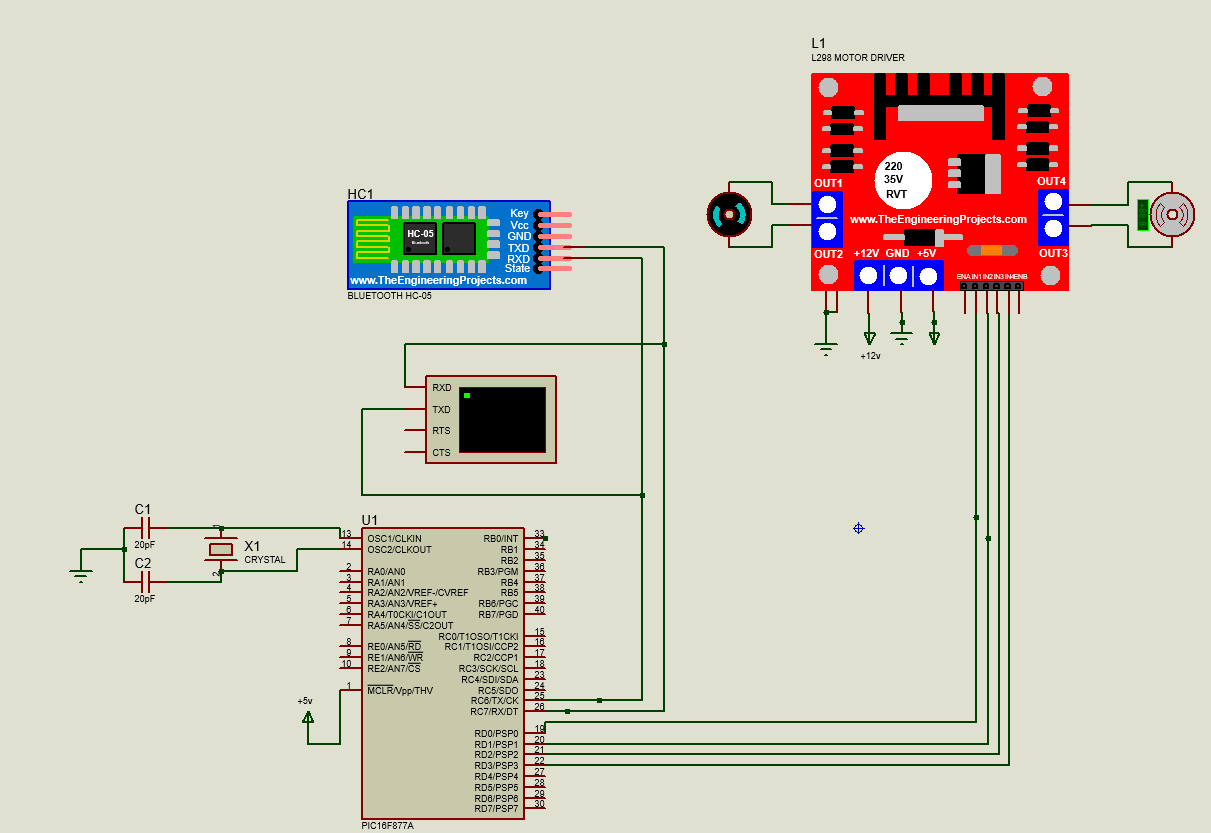 L1
L298 MOTOR DRIVER
220
35V
RVT
OUT1
OUT4
www.TheEngineeringProjects.com
OUT2
+12V GND +5V
OUT3
ENA IN1 IN2 IN3 IN4 ENB
+12v
HC1
Key
Vcc
GND
TXD
RXD
State
HC-05
Bluetooth
www.TheEngineeringProjects.com
BLUETOOTH HC-05
RXD
TXD
RTS
CTS
C1
20pF
C2
20pF
1
X1
CRYSTAL
2
+5v
U1
13 OSC1/CLKIN RB0/INT 33
14 OSC2/CLKOUT RB1 34
RB2 35
2 RA0/AN0 RB3/PGM 36
3 RA1/AN1 RB4 37
4 RA2/AN2/VREF-/CVREF RB5 38
5 RA3/AN3/VREF+ RB6/PGC 39
6 RA4/T0CKI/C1OUT RB7/PGD 40
7 RA5/AN4/SS/C2OUT
RC0/T1OSO/T1CKI 15
8 RE0/AN5/RD RC1/T1OSI/CCP2 16
9 RE1/AN6/WR RC2/CCP1 17
10 RE2/AN7/CS RC3/SCK/SCL 18
RC4/SDI/SDA 23
1 MCLR/Vpp/THV RC5/SDO 24
RC6/TX/CK 25
RC7/RX/DT 26
RD0/PSP0 19
RD1/PSP1 20
RD2/PSP2 21
RD3/PSP3 22
RD4/PSP4 27
RD5/PSP5 28
RD6/PSP6 29
RD7/PSP7 30
PIC16F877A